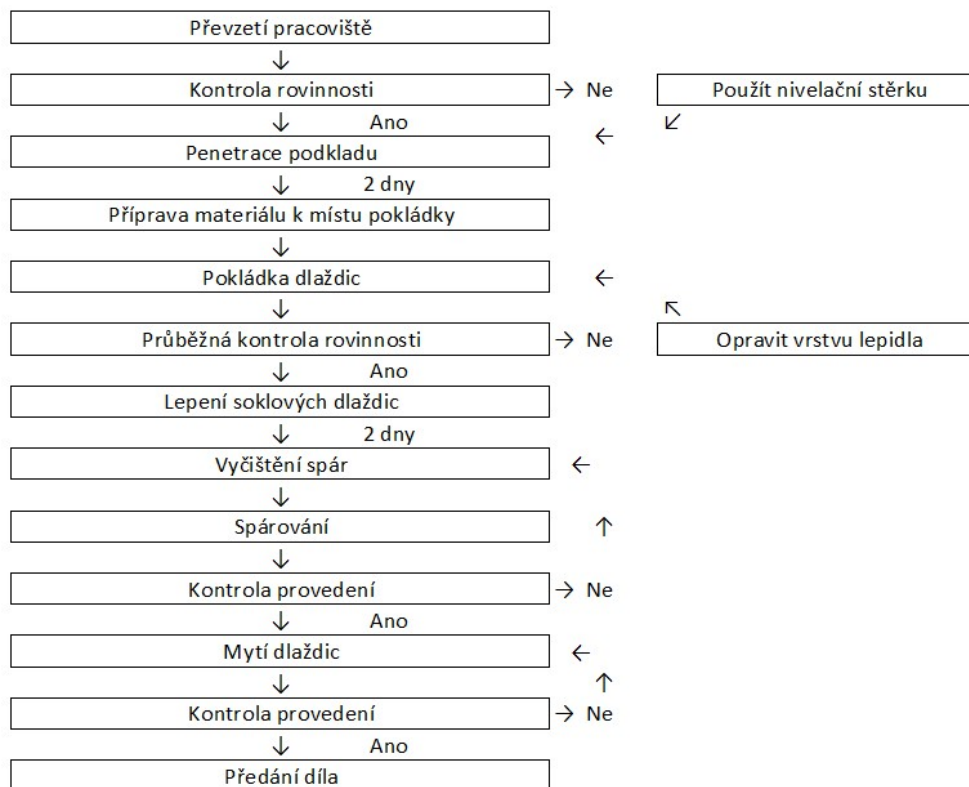 Převzetí pracoviště
↓
Kontrola rovinnosti → Ne Použít nivelační stěrku
↓ Ano ← ↙
Penetrace podkladu
↓ 2 dny
Příprava materiálu k místu pokládky
↓
Pokládka dlaždic ←
↓ ↖
Průběžná kontrola rovinnosti → Ne Opravit vrstvu lepidla
↓ Ano
Lepení soklových dlaždic
↓ 2 dny
Vyčištění spár ←
↓
Spárování ↑
↓
Kontrola provedení → Ne
↓ Ano
Mytí dlaždic ←
↓ ↑
Kontrola provedení → Ne
↓ Ano
Předání díla